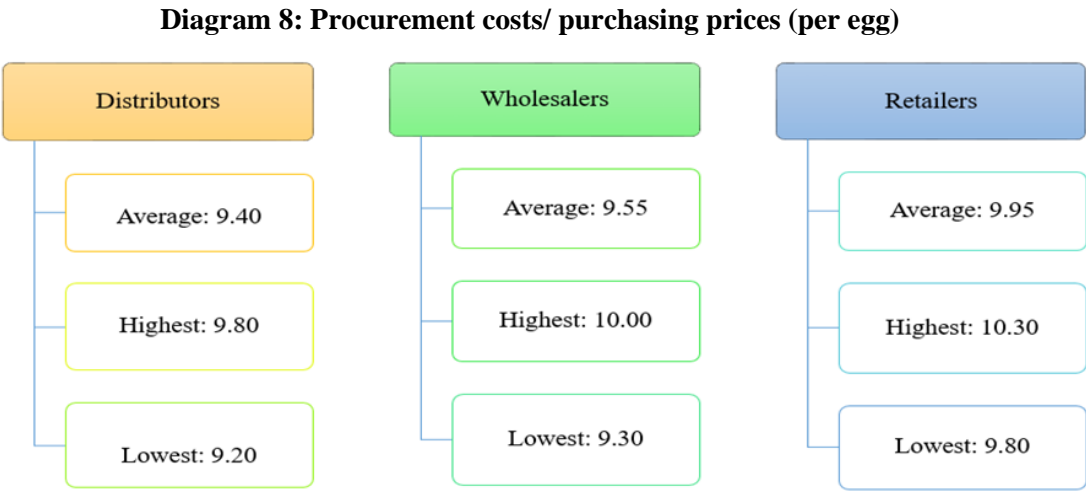 Diagram 8: Procurement costs/ purchasing prices (per egg)
Distributors
Average: 9.40
Highest: 9.80
Lowest: 9.20
Wholesalers
Average: 9.55
Highest: 10.00
Lowest: 9.30
Retailers
Average: 9.95
Highest: 10.30
Lowest: 9.80